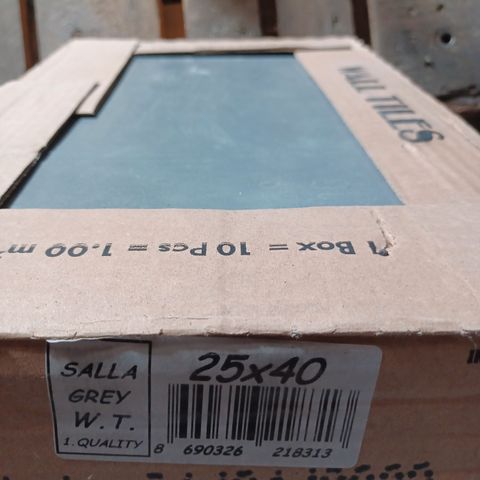 WALL TILES
1 Box = 10 Pcs = 1.00 m²
SALLA
GREY
W.T.
1. QUALITY
25x40
8 690326 218313